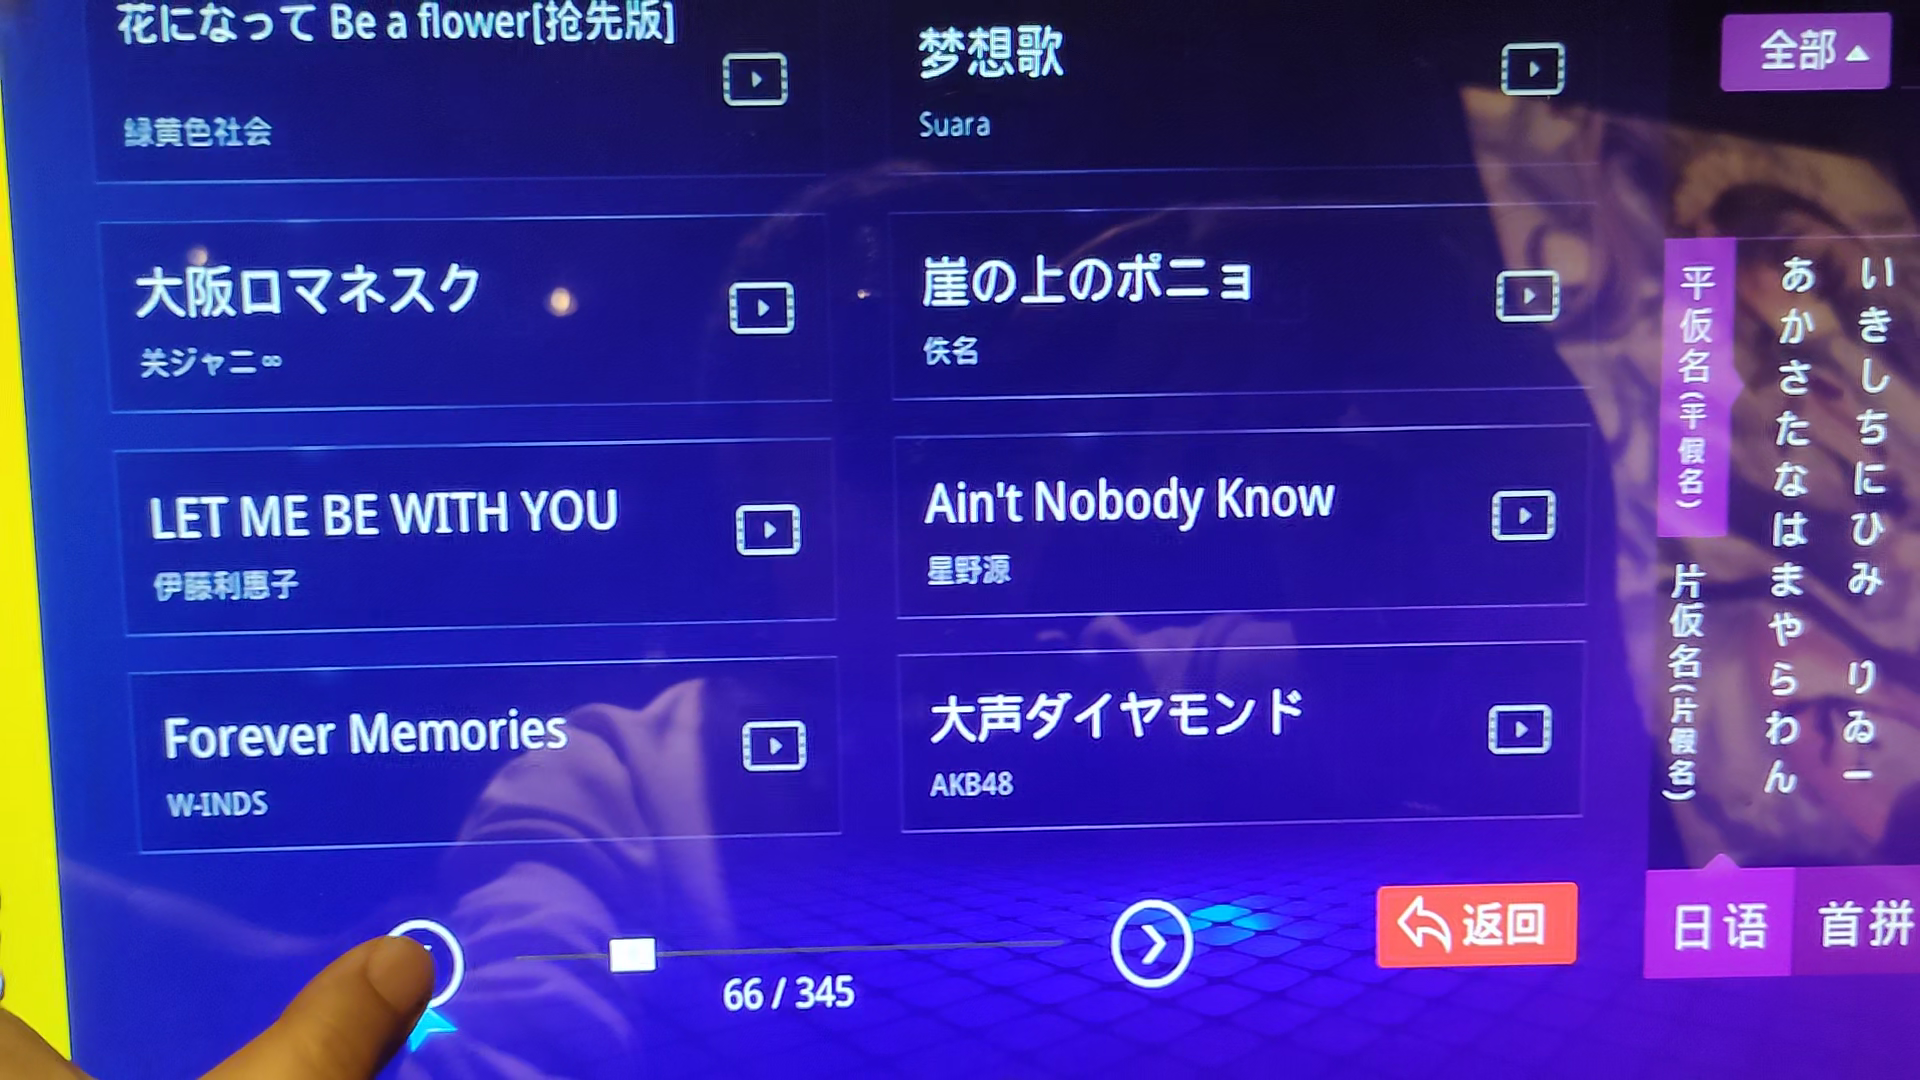 花になって Be a flower[抢先版]
緑黄色社会
梦想歌
Suara
全部
大阪ロマネスク
关ジャニ∞
崖の上のポニョ
佚名
LET ME BE WITH YOU
伊藤利恵子
Ain't Nobody Know
星野源
Forever Memories
W-INDS
大声ダイヤモンド
AKB48
平仮名(平假名)
片仮名(片假名)
あかさたなはまやらわん
いきしちにひみ りゐー
66 / 345
返回
日语
首拼